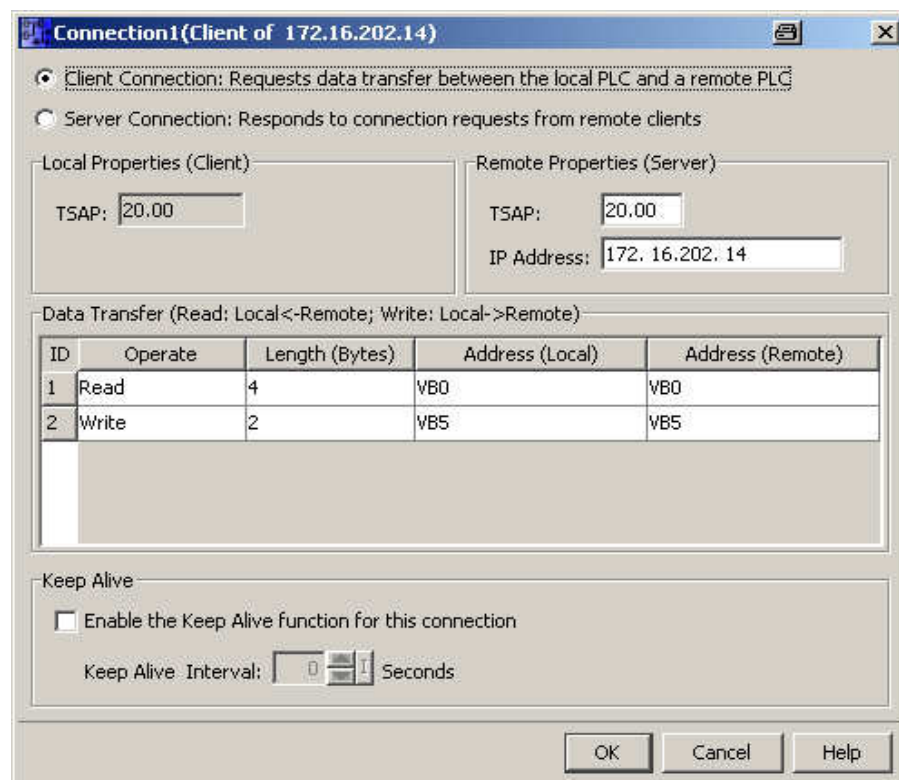 Connection1(Client of 172.16.202.14)
Client Connection: Requests data transfer between the local PLC and a remote PLC
Server Connection: Responds to connection requests from remote clients
Local Properties (Client)
TSAP: 20.00
Remote Properties (Server)
TSAP: 20.00
IP Address: 172. 16.202. 14
Data Transfer (Read: Local<-Remote; Write: Local->Remote)
ID Operate Length (Bytes) Address (Local) Address (Remote)
1 Read 4 VB0 VB0
2 Write 2 VB5 VB5
Keep Alive
Enable the Keep Alive function for this connection
Keep Alive Interval: 0 Seconds
OK Cancel Help